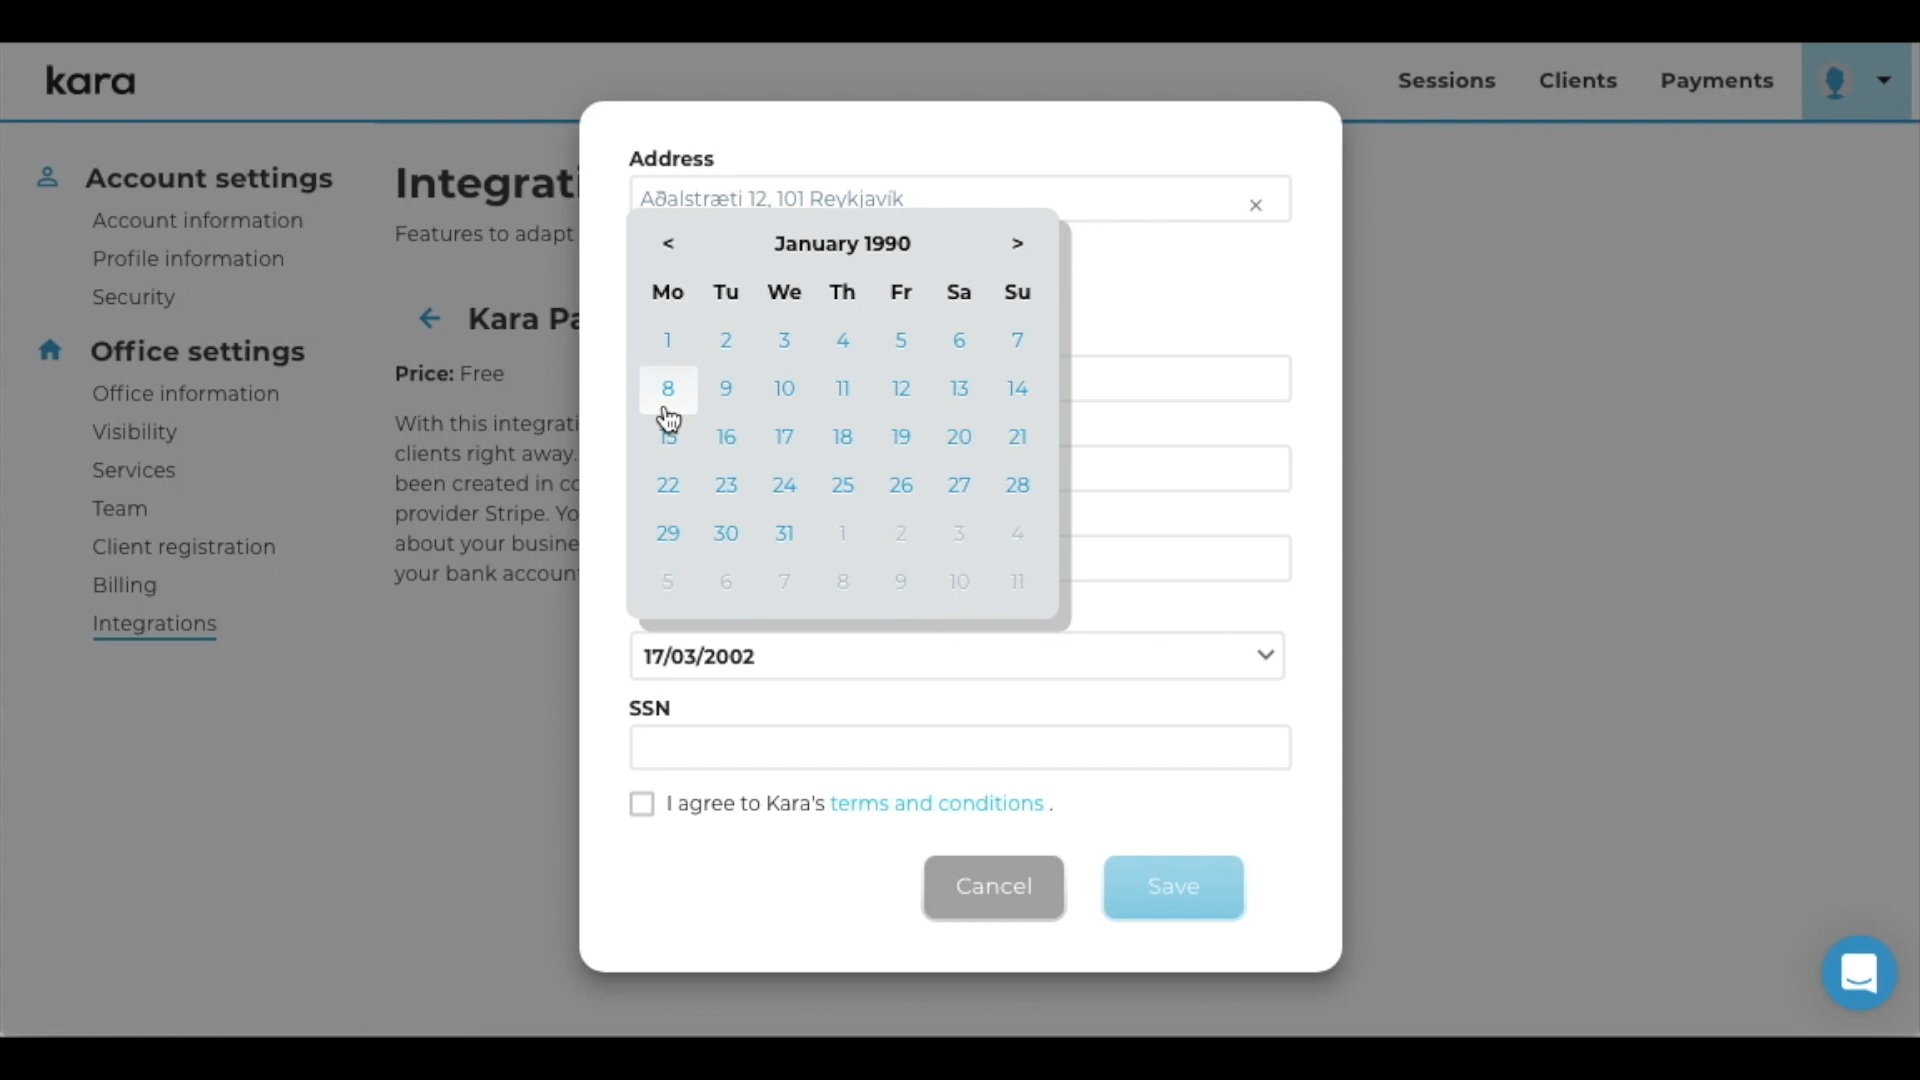 kara
Sessions
Clients
Payments
Account settings
Account information
Profile information
Security
Office settings
Office information
Visibility
Services
Team
Client registration
Billing
Integrations
Integrati
Features to adapt
Kara Pa
Price: Free
With this integrati
clients right away.
been created in co
provider Stripe. Yo
about your busine
your bank accoun
Address
Aðalstræti 12, 101 Reykjavík
×
< January 1990 >
Mo Tu We Th Fr Sa Su
1 2 3 4 5 6 7
8 9 10 11 12 13 14
15 16 17 18 19 20 21
22 23 24 25 26 27 28
29 30 31 1 2 3 4
5 6 7 8 9 10 11
17/03/2002
SSN
I agree to Kara's terms and conditions .
Cancel
Save